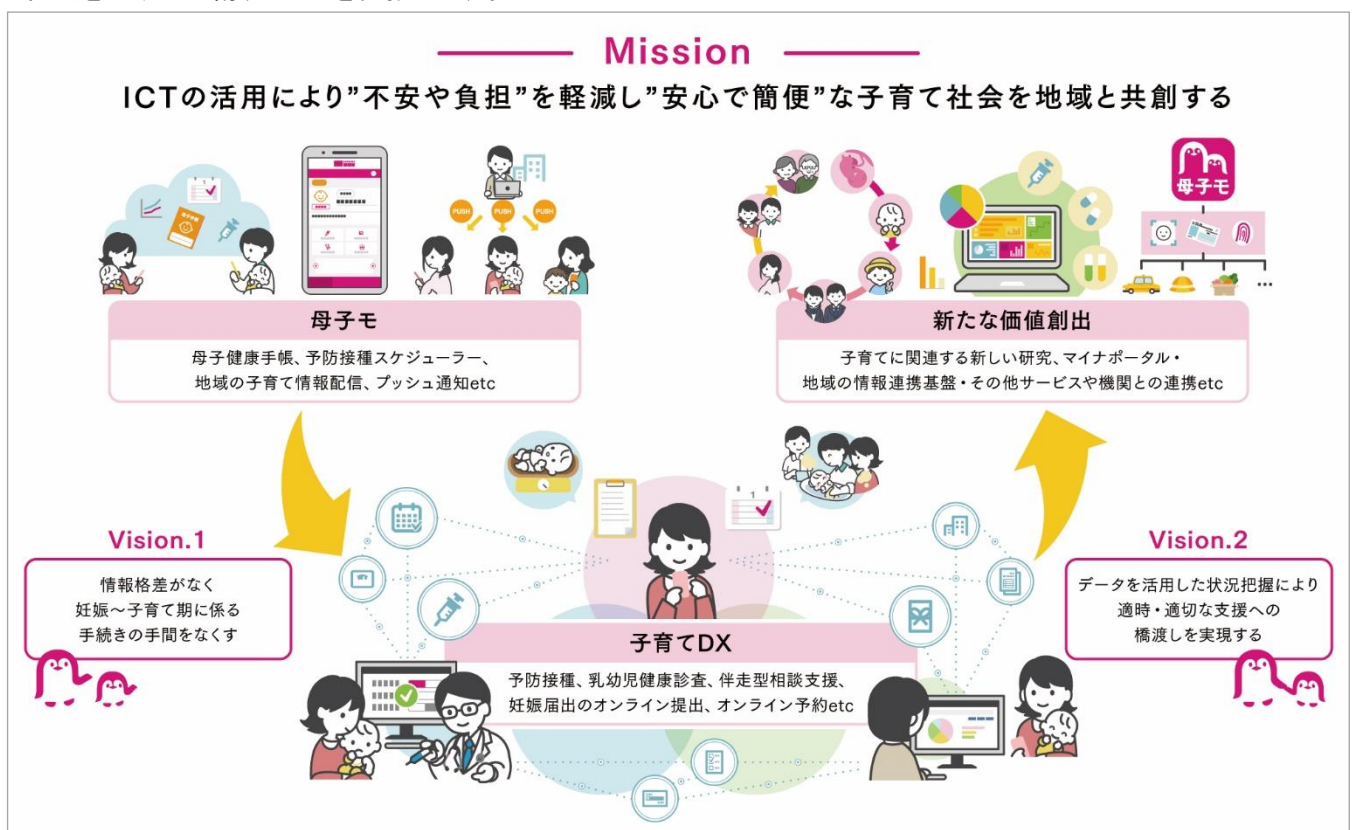 Mission
ICTの活用により”不安や負担”を軽減し”安心で簡便”な子育て社会を地域と共創する
PUSH
PUSH
PUSH
母子モ
母子モ
母子健康手帳、予防接種スケジューラー、
地域の子育て情報配信、プッシュ通知etc
新たな価値創出
子育てに関連する新しい研究、マイナポータル・
地域の情報連携基盤・その他サービスや機関との連携etc
1
Vision.1
情報格差がなく
妊娠～子育て期に係る
手続きの手間をなくす
Vision.2
データを活用した状況把握により
適時・適切な支援への
橋渡しを実現する
子育てDX
予防接種、乳幼児健康診査、伴走型相談支援、
妊娠届出のオンライン提出、オンライン予約etc